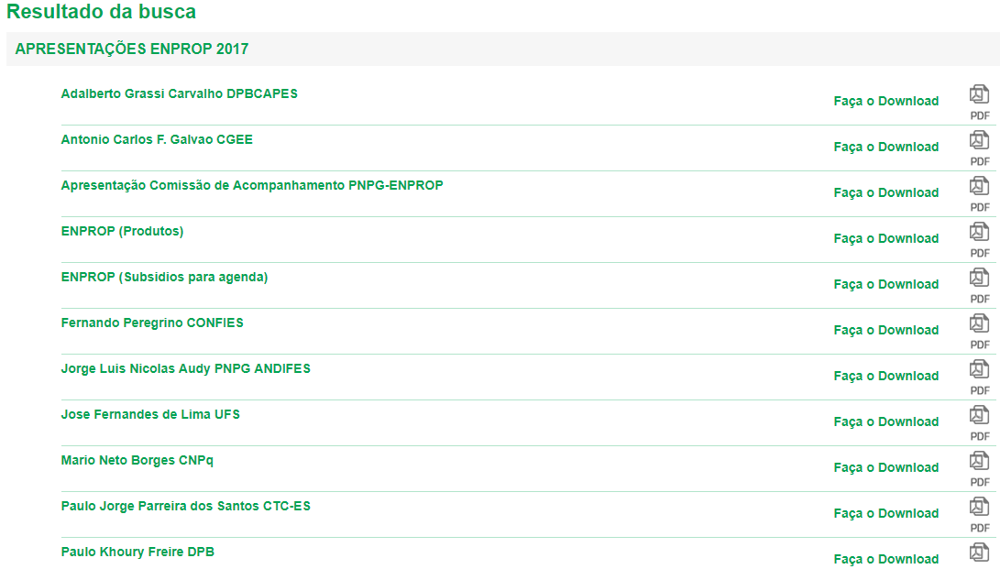 Resultado da busca
APRESENTAÇÕES ENPROP 2017
Adalberto Grassi Carvalho DPBCAPES
Faça o Download
PDF
Antonio Carlos F. Galvao CGEE
Faça o Download
PDF
Apresentação Comissão de Acompanhamento PNPG-ENPROP
Faça o Download
PDF
ENPROP (Produtos)
Faça o Download
PDF
ENPROP (Subsidios para agenda)
Faça o Download
PDF
Fernando Peregrino CONFIES
Faça o Download
PDF
Jorge Luis Nicolas Audy PNPG ANDIFES
Faça o Download
PDF
Jose Fernandes de Lima UFS
Faça o Download
PDF
Mario Neto Borges CNPq
Faça o Download
PDF
Paulo Jorge Parreira dos Santos CTC-ES
Faça o Download
PDF
Paulo Khoury Freire DPB
Faça o Download